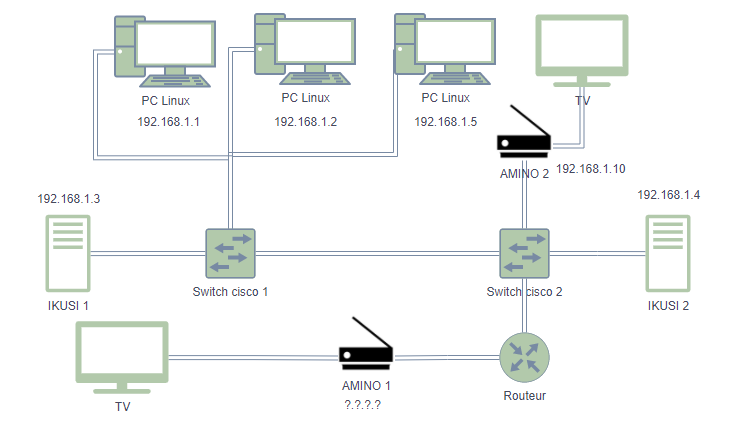 PC Linux
192.168.1.1
PC Linux
192.168.1.2
PC Linux
192.168.1.5
TV
AMINO 2
192.168.1.10
192.168.1.3
IKUSI 1
Switch cisco 1
Switch cisco 2
192.168.1.4
IKUSI 2
TV
AMINO 1
?.?.?.?
Routeur